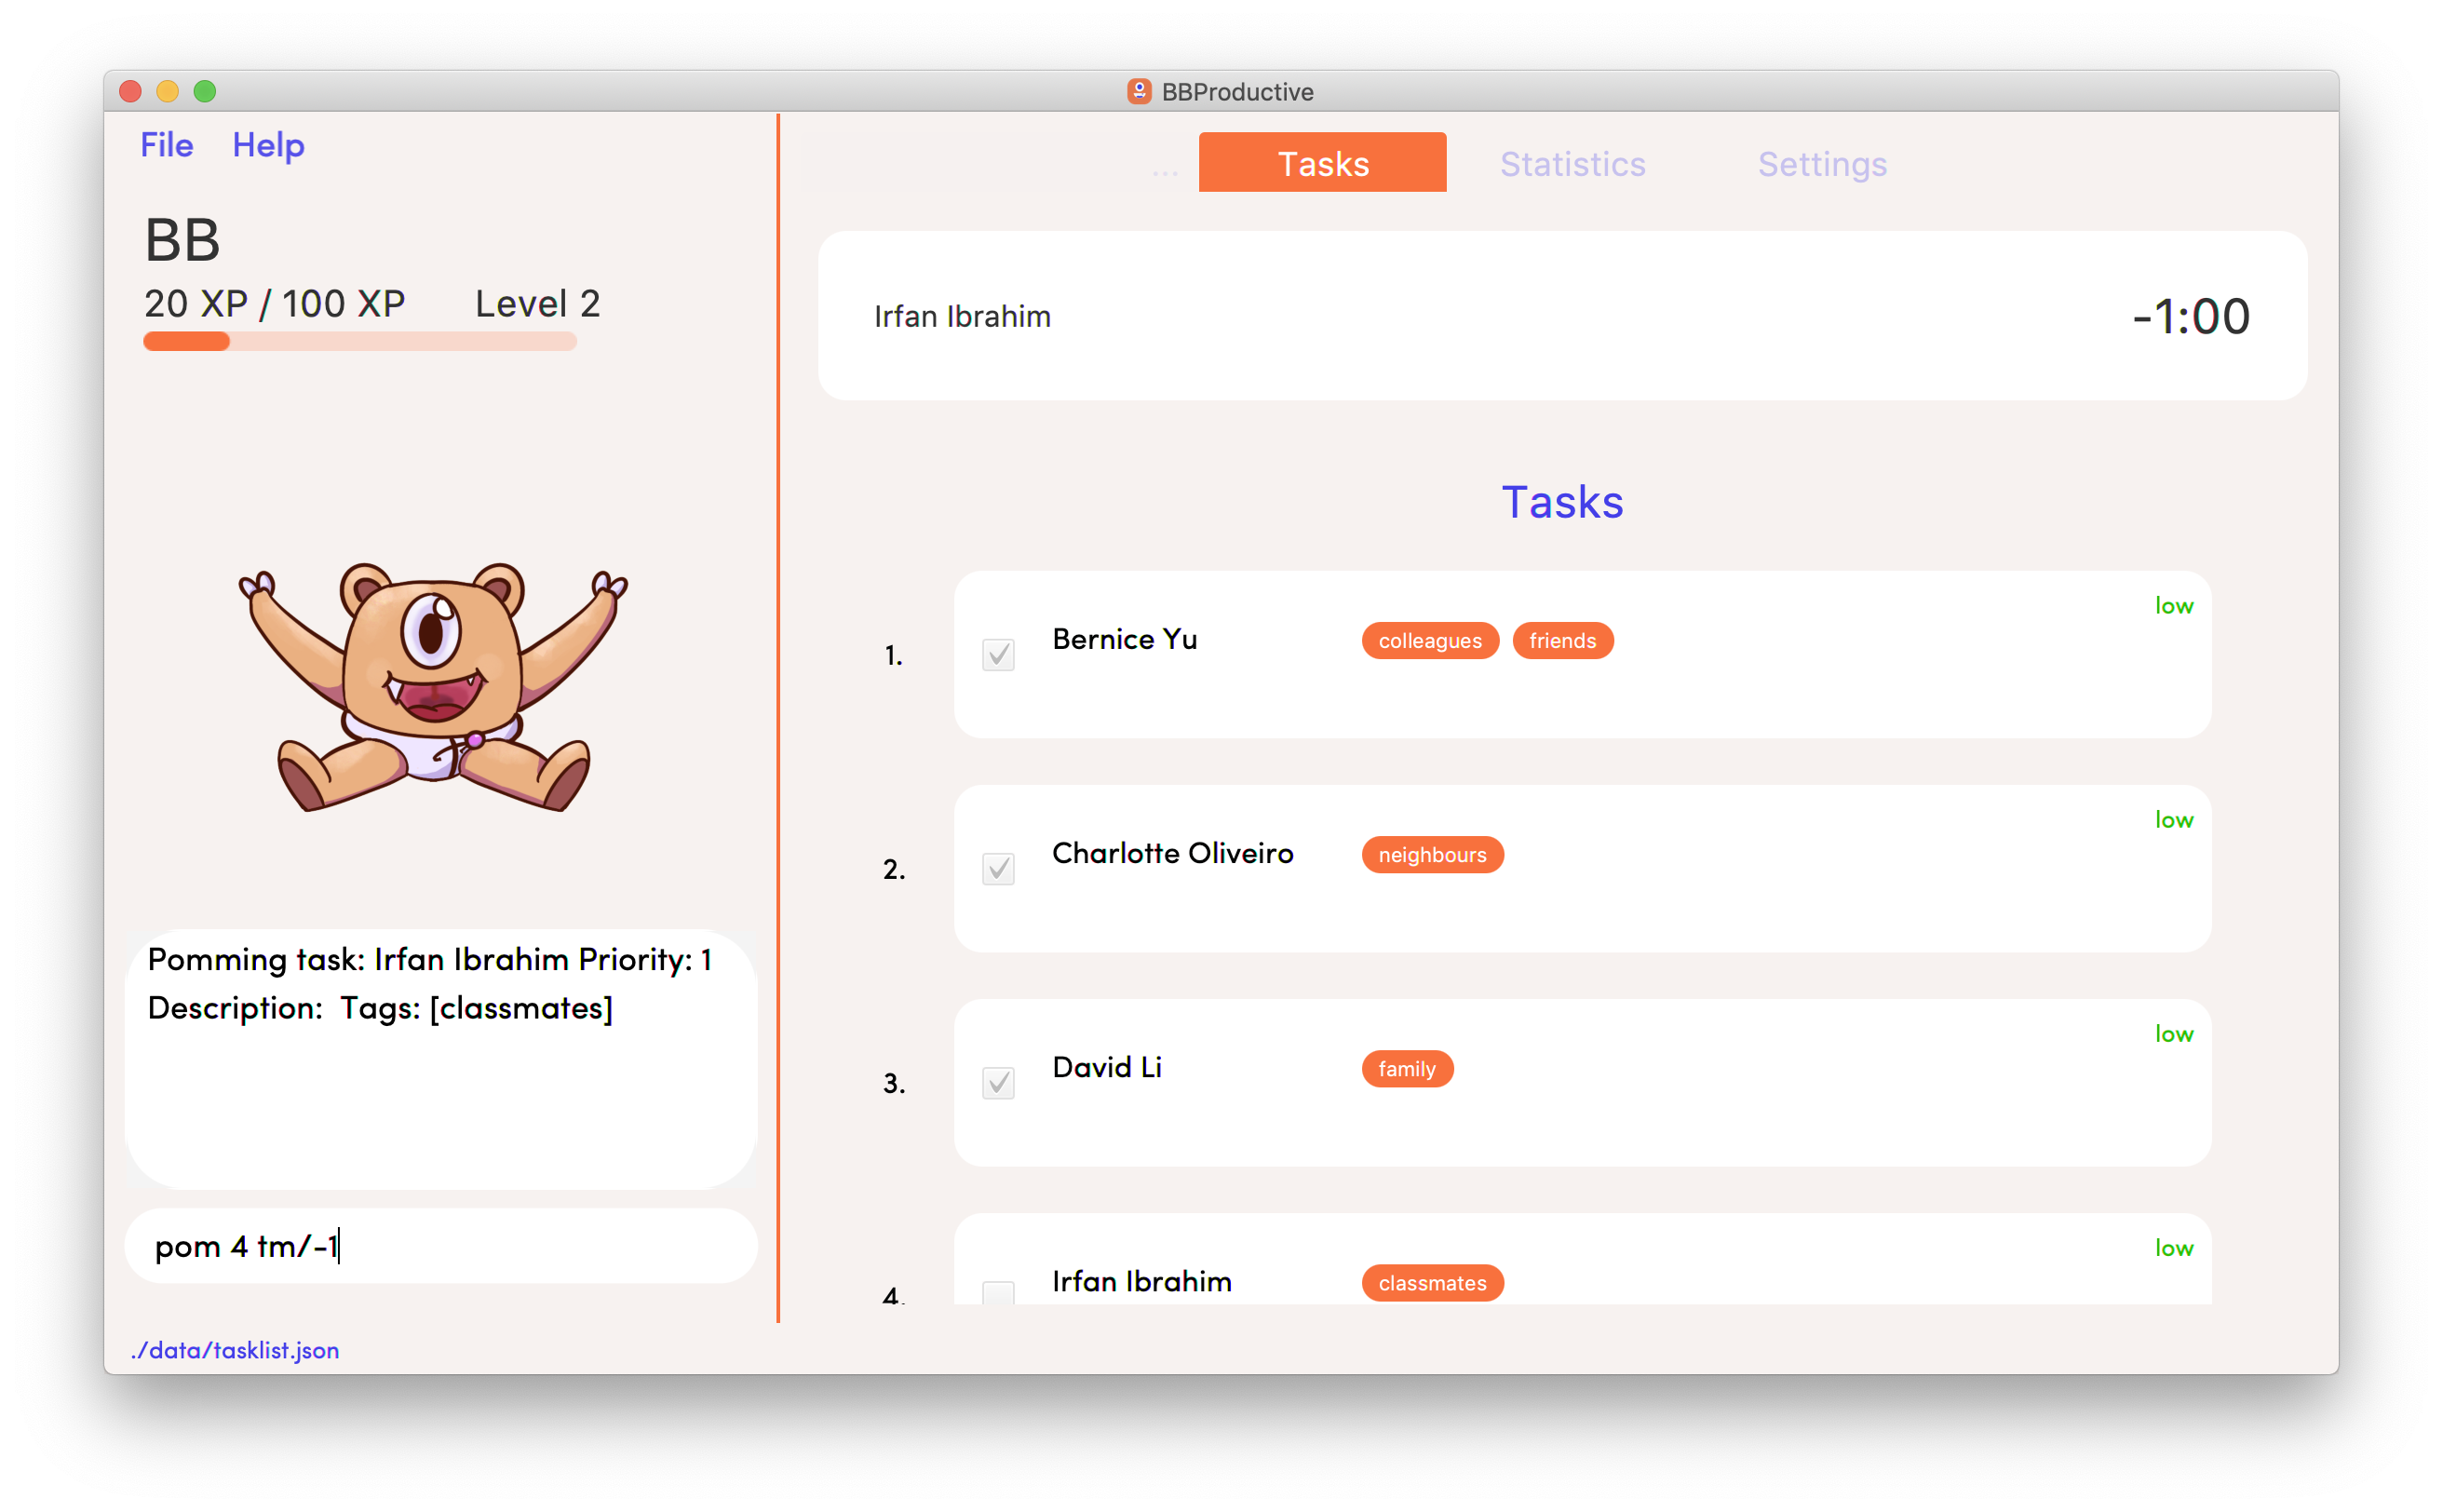 BBProductive
File Help
BB
20 XP / 100 XP Level 2
Pomming task: Irfan Ibrahim Priority: 1
Description: Tags: [classmates]
pom 4 tm/-1
./data/tasklist.json
... Tasks Statistics Settings
Irfan Ibrahim -1:00
Tasks
1. Bernice Yu colleagues friends low
2. Charlotte Oliveiro neighbours low
3. David Li family low
4. Irfan Ibrahim classmates low